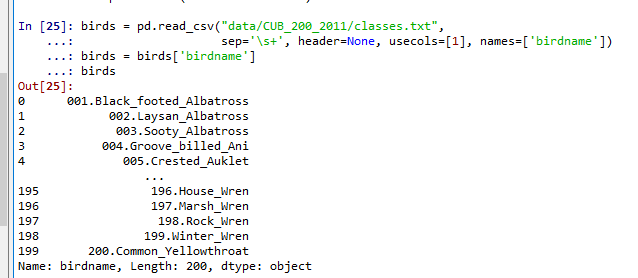 In [25]: birds = pd.read_csv("data/CUB_200_2011/classes.txt",
    ...:                     sep='\s+', header=None, usecols=[1], names=['birdname'])
    ...: birds = birds['birdname']
    ...: birds
Out[25]:
0      001.Black_footed_Albatross
1            002.Laysan_Albatross
2             003.Sooty_Albatross
3           004.Groove_billed_Ani
4              005.Crested_Auklet
                  ...
195                196.House_Wren
196                197.Marsh_Wren
197                 198.Rock_Wren
198               199.Winter_Wren
199       200.Common_Yellowthroat
Name: birdname, Length: 200, dtype: object